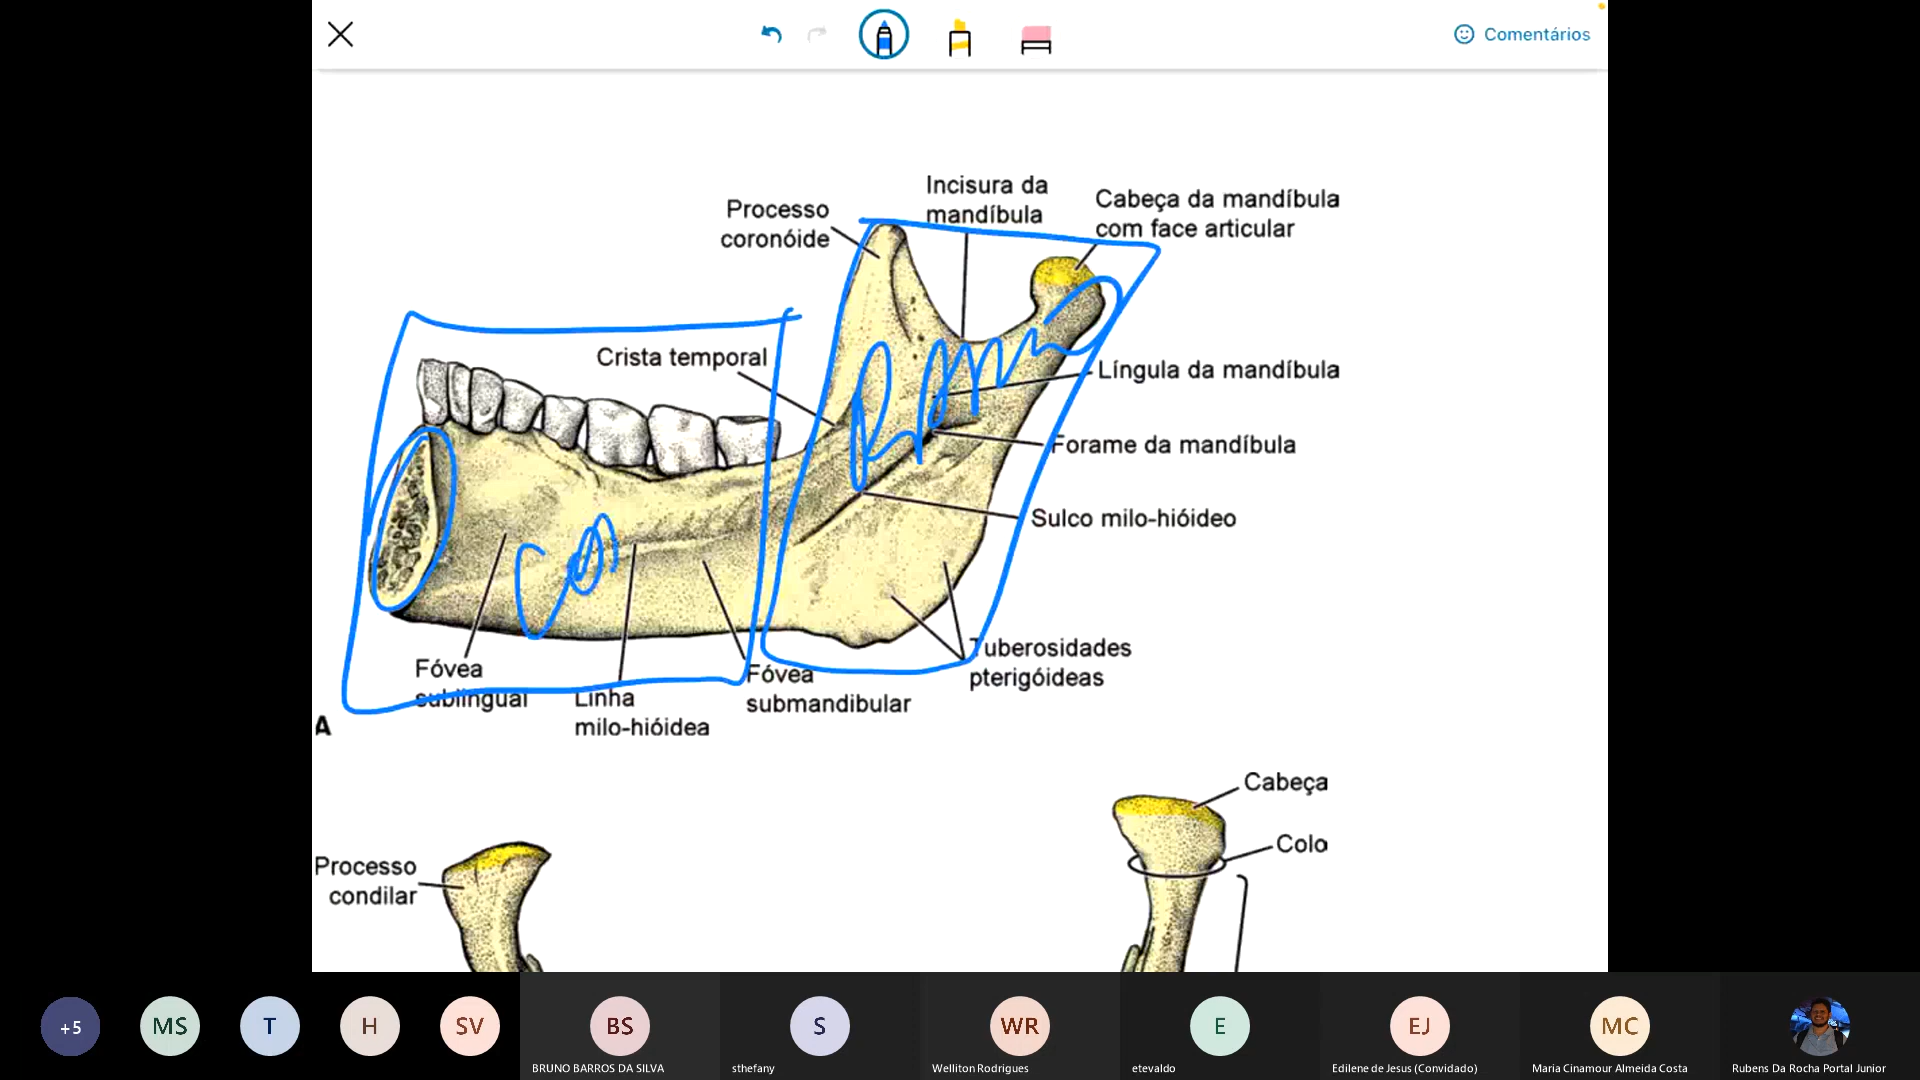 Comentários
Incisura da
mandíbula
Processo
coronóide
Cabeça da mandíbula
com face articular
Crista temporal
Língula da mandíbula
Forame da mandíbula
Sulco milo-hióideo
Tuberosidades
pterigóideas
Fóvea
sublingual
Linha
milo-hióidea
Fóvea
submandibular
A
Cabeça
Colo
Processo
condilar
+5
MS
T
H
SV
BS
S
WR
E
EJ
MC
BRUNO BARROS DA SILVA
sthefany
Welliton Rodrigues
etevaldo
Edilene de Jesus (Convidado)
Maria Cinamour Almeida Costa
Rubens Da Rocha Portal Junior